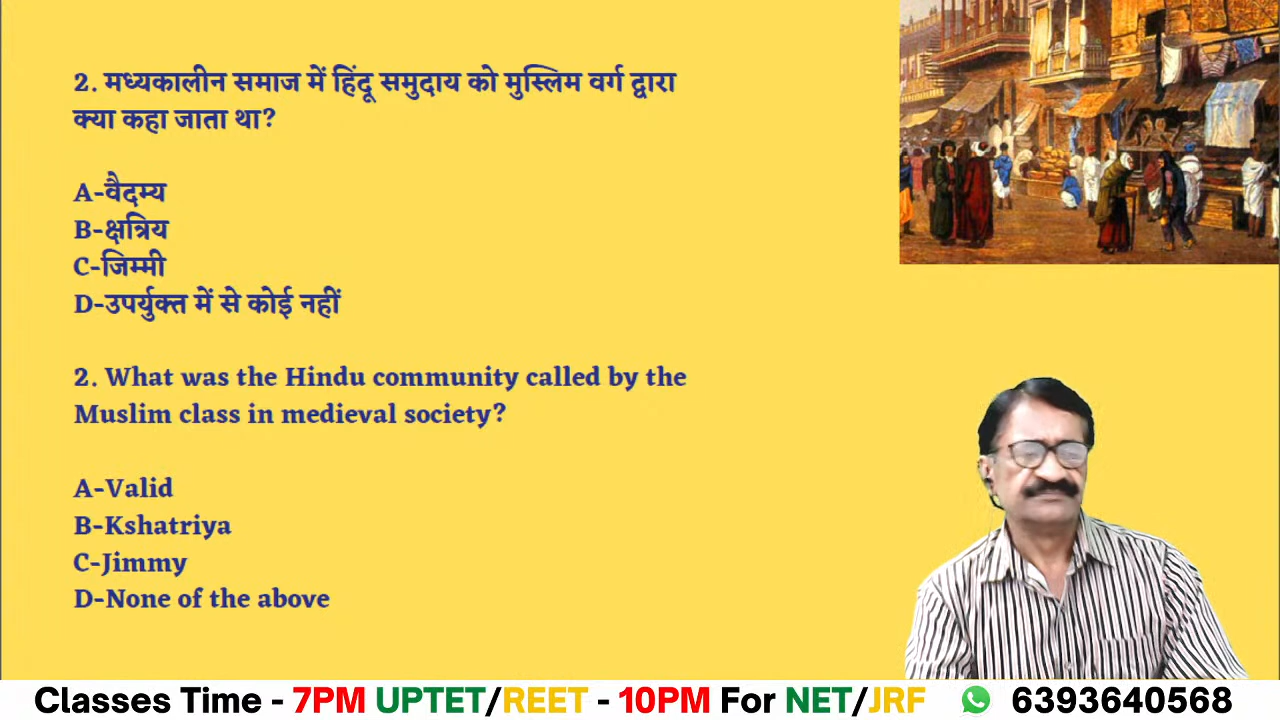 2. मध्यकालीन समाज में हिंदू समुदाय को मुस्लिम वर्ग द्वारा
क्या कहा जाता था?
A-वैदम्य
B-क्षत्रिय
C-जिम्मी
D-उपर्युक्त में से कोई नहीं
2. What was the Hindu community called by the
Muslim class in medieval society?
A-Valid
B-Kshatriya
C-Jimmy
D-None of the above
Classes Time - 7PM UPTET/REET - 10PM For NET/JRF 6393640568